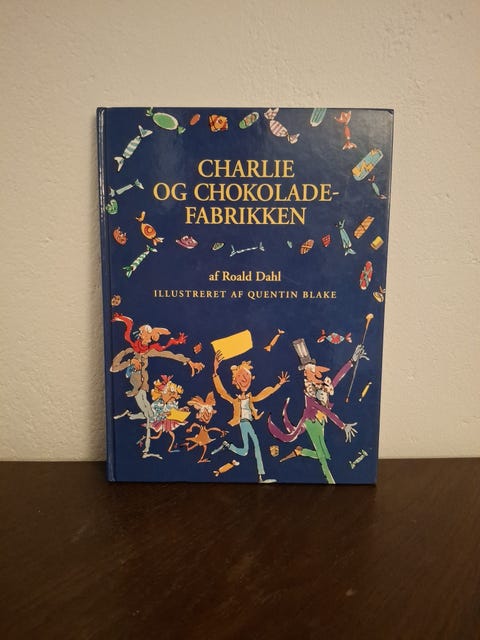 CHARLIE
OG CHOKOLADE-
FABRIKKEN
af Roald Dahl
ILLUSTRERET AF QUENTIN BLAKE